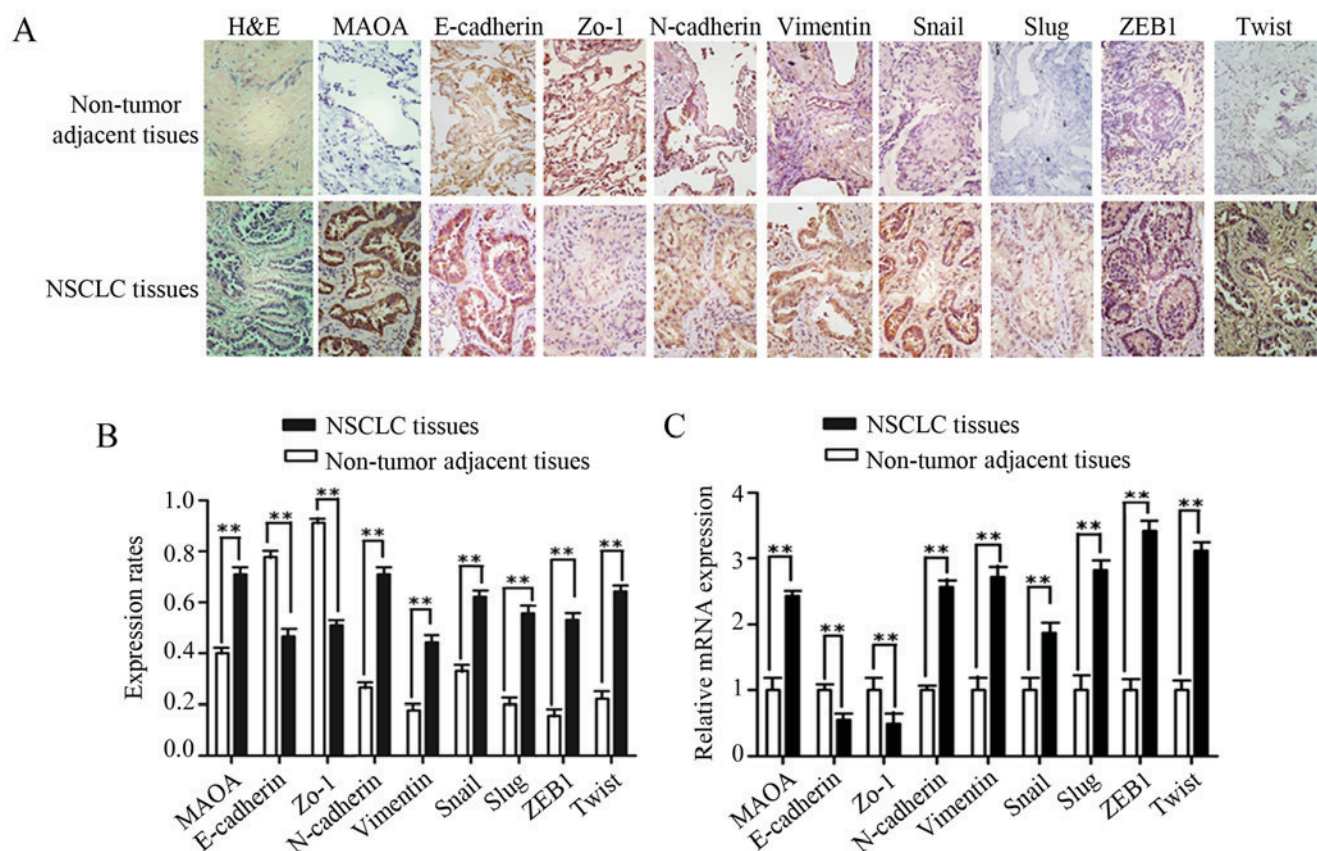 A
H&E MAOA E-cadherin Zo-1 N-cadherin Vimentin Snail Slug ZEB1 Twist
Non-tumor
adjacent tisues
NSCLC tissues
B
NSCLC tissues
Non-tumor adjacent tisues
Expression rates
1.0
0.8
0.6
0.4
0.2
0.0
** ** ** ** ** ** ** ** **
MAOA E-cadherin Zo-1 N-cadherin Vimentin Snail Slug ZEB1 Twist
C
NSCLC tissues
Non-tumor adjacent tisues
Relative mRNA expression
4
3
2
1
0
** ** ** ** ** ** ** ** **
MAOA E-cadherin Zo-1 N-cadherin Vimentin Snail Slug ZEB1 Twist